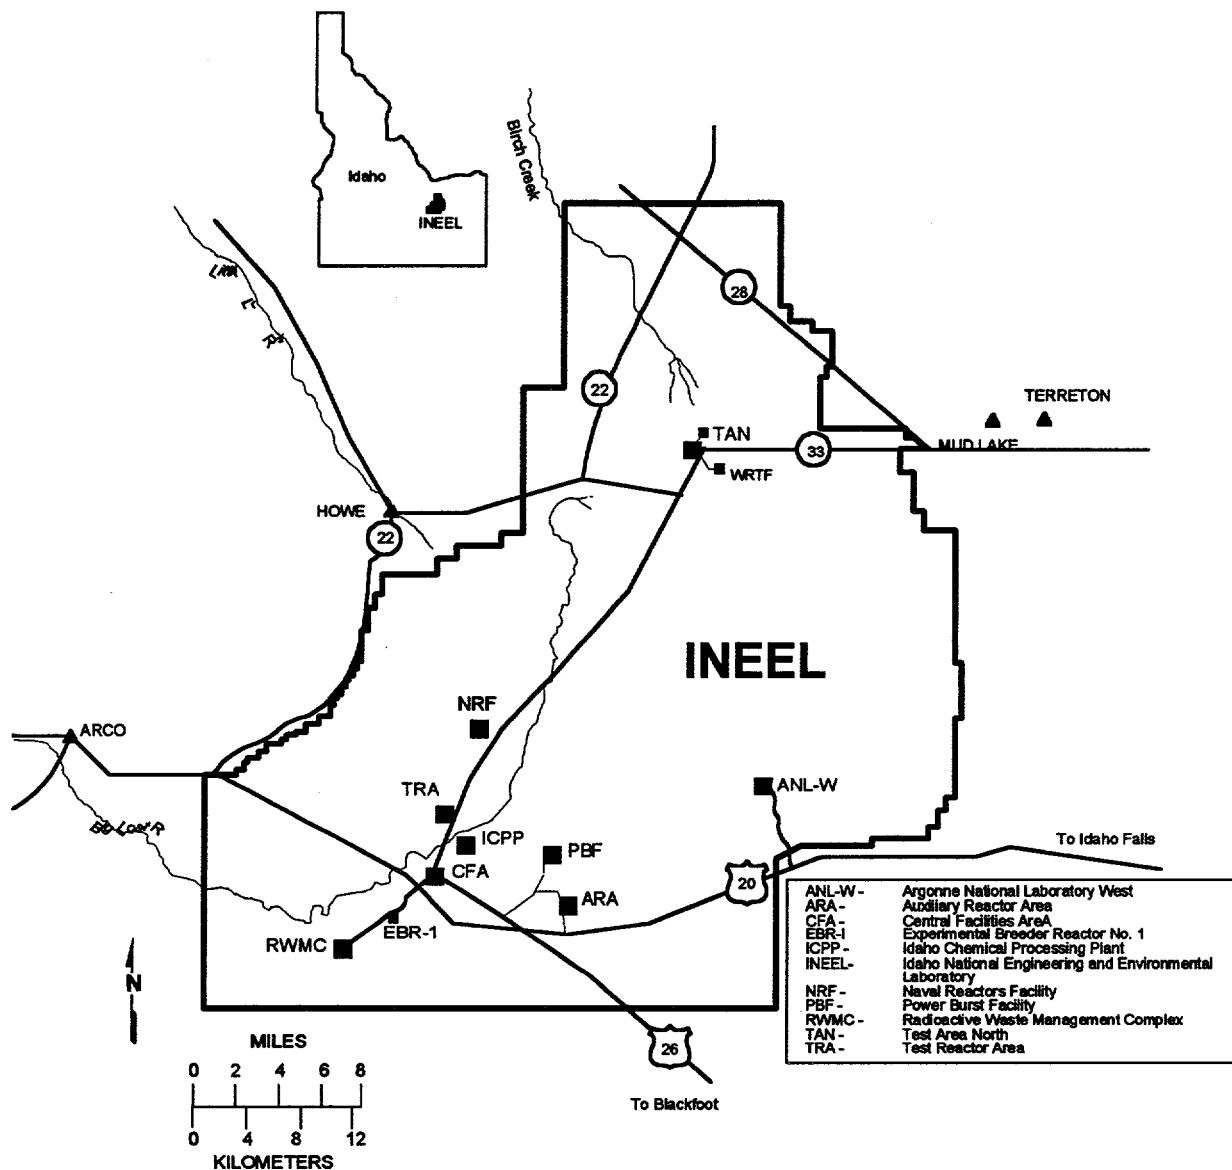 Idaho
INEEL
Birch Creek
28
22
TERRETON
TAN
MUD LAKE
33
WRTF
HOWE
22
INEEL
NRF
ARCO
ANL-W
TRA
ICPP
PBF
To Idaho Falls
CFA
20
ARA
EBR-1
RWMC
ANL-W - Argonne National Laboratory West
ARA - Auxiliary Reactor Area
CFA - Central Facilities AreA
EBR-I Experimental Breeder Reactor No. 1
ICPP - Idaho Chemical Processing Plant
INEEL- Idaho National Engineering and Environmental
Laboratory
NRF - Naval Reactors Facility
PBF - Power Burst Facility
RWMC - Radioactive Waste Management Complex
TAN - Test Area North
TRA - Test Reactor Area
N
MILES
0 2 4 6 8
0 4 8 12
KILOMETERS
26
To Blackfoot